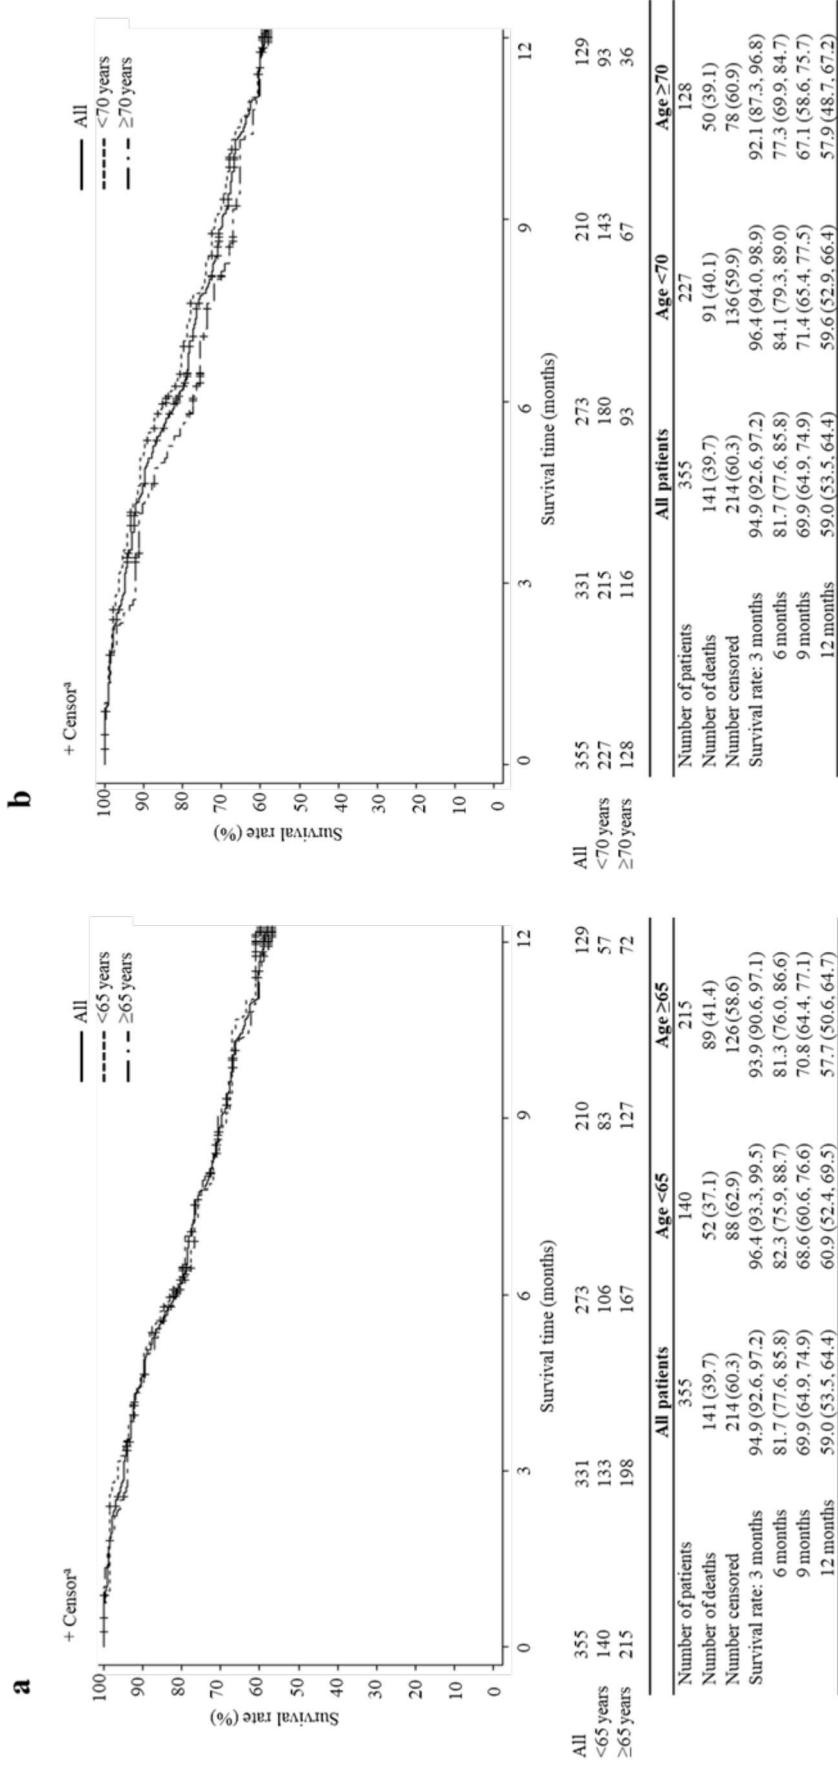 a
+ Censorᵃ
All
<65 years
≥65 years
Survival rate (%)
100
90
80
70
60
50
40
30
20
10
0
0 3 6 9 12
Survival time (months)
All 355 331 273 210 129
<65 years 140 133 106 83 57
≥65 years 215 198 167 127 72
All patients Age <65 Age ≥65
Number of patients 355 140 215
Number of deaths 141 (39.7) 52 (37.1) 89 (41.4)
Number censored 214 (60.3) 88 (62.9) 126 (58.6)
Survival rate: 3 months 94.9 (92.6, 97.2) 96.4 (93.3, 99.5) 93.9 (90.6, 97.1)
6 months 81.7 (77.6, 85.8) 82.3 (75.9, 88.7) 81.3 (76.0, 86.6)
9 months 69.9 (64.9, 74.9) 68.6 (60.6, 76.6) 70.8 (64.4, 77.1)
12 months 59.0 (53.5, 64.4) 60.9 (52.4, 69.5) 57.7 (50.6, 64.7)
b
+ Censorᵃ
All
<70 years
≥70 years
Survival rate (%)
100
90
80
70
60
50
40
30
20
10
0
0 3 6 9 12
Survival time (months)
All 355 331 273 210 129
<70 years 227 215 180 143 93
≥70 years 128 116 93 67 36
All patients Age <70 Age ≥70
Number of patients 355 227 128
Number of deaths 141 (39.7) 91 (40.1) 50 (39.1)
Number censored 214 (60.3) 136 (59.9) 78 (60.9)
Survival rate: 3 months 94.9 (92.6, 97.2) 96.4 (94.0, 98.9) 92.1 (87.3, 96.8)
6 months 81.7 (77.6, 85.8) 84.1 (79.3, 89.0) 77.3 (69.9, 84.7)
9 months 69.9 (64.9, 74.9) 71.4 (65.4, 77.5) 67.1 (58.6, 75.7)
12 months 59.0 (53.5, 64.4) 59.6 (52.9, 66.4) 57.9 (48.7, 67.2)